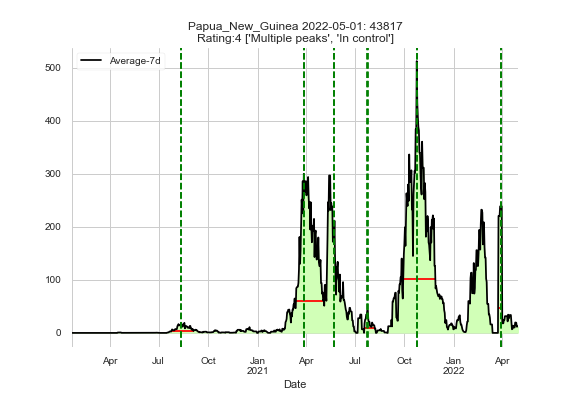 Papua_New_Guinea 2022-05-01: 43817
Rating:4 ['Multiple peaks', 'In control']
Average-7d
500
400
300
200
100
0
Apr Jul Oct Jan Apr Jul Oct Jan Apr
2021 2022
Date